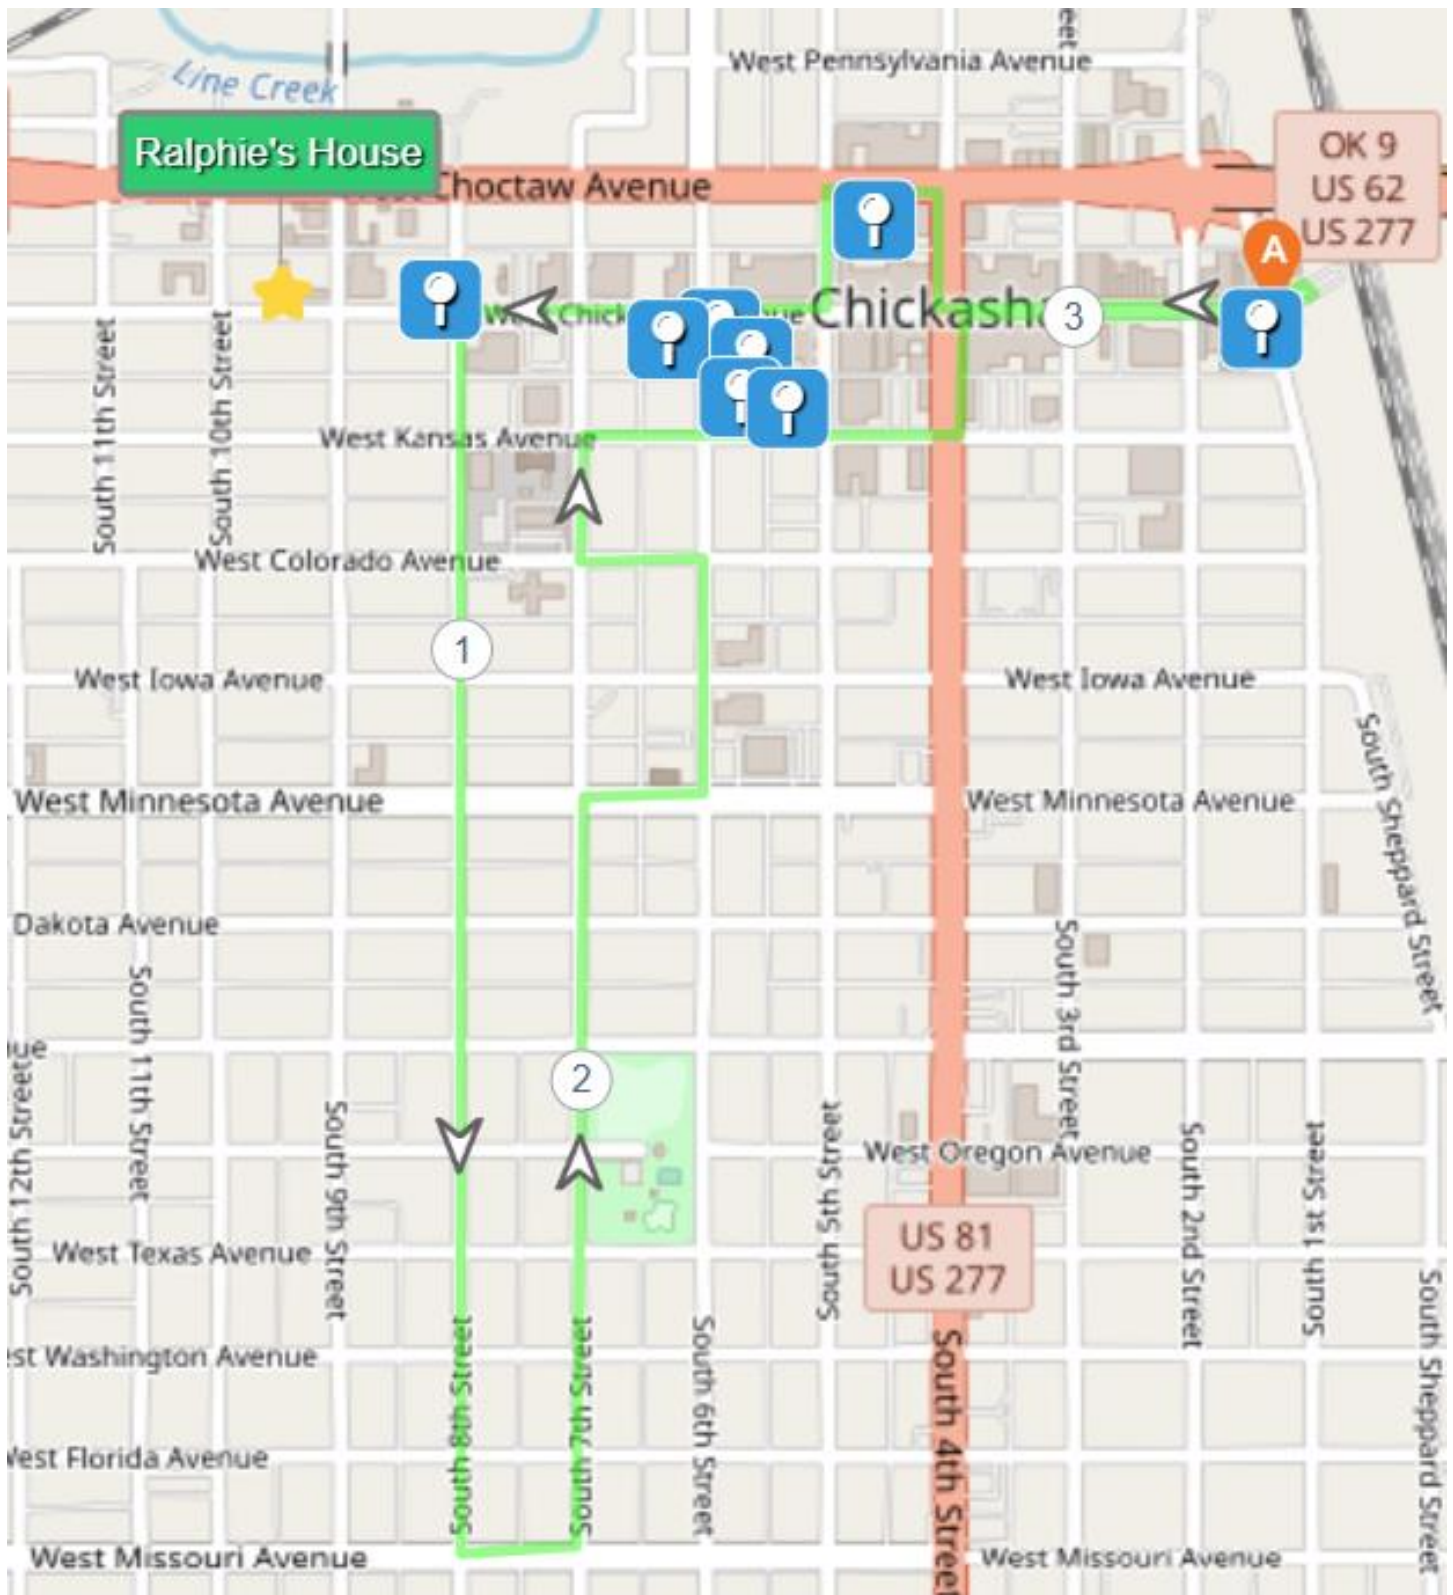 West Pennsylvania Avenue
Line Creek
Ralphie's House
OK 9
US 62
US 277
Choctaw Avenue
A
Chickasha
3
South 11th Street
South 10th Street
West Kansas Avenue
West Colorado Avenue
1
West Iowa Avenue
West Iowa Avenue
West Minnesota Avenue
West Minnesota Avenue
South Sheppard Street
Dakota Avenue
South 11th Street
South 3rd Street
2
South 12th Street
South 9th Street
South 5th Street
West Oregon Avenue
South 2nd Street
South 1st Street
West Texas Avenue
US 81
US 277
South 8th Street
South 7th Street
South 6th Street
South 4th Street
South Sheppard Street
st Washington Avenue
est Florida Avenue
West Missouri Avenue
West Missouri Avenue